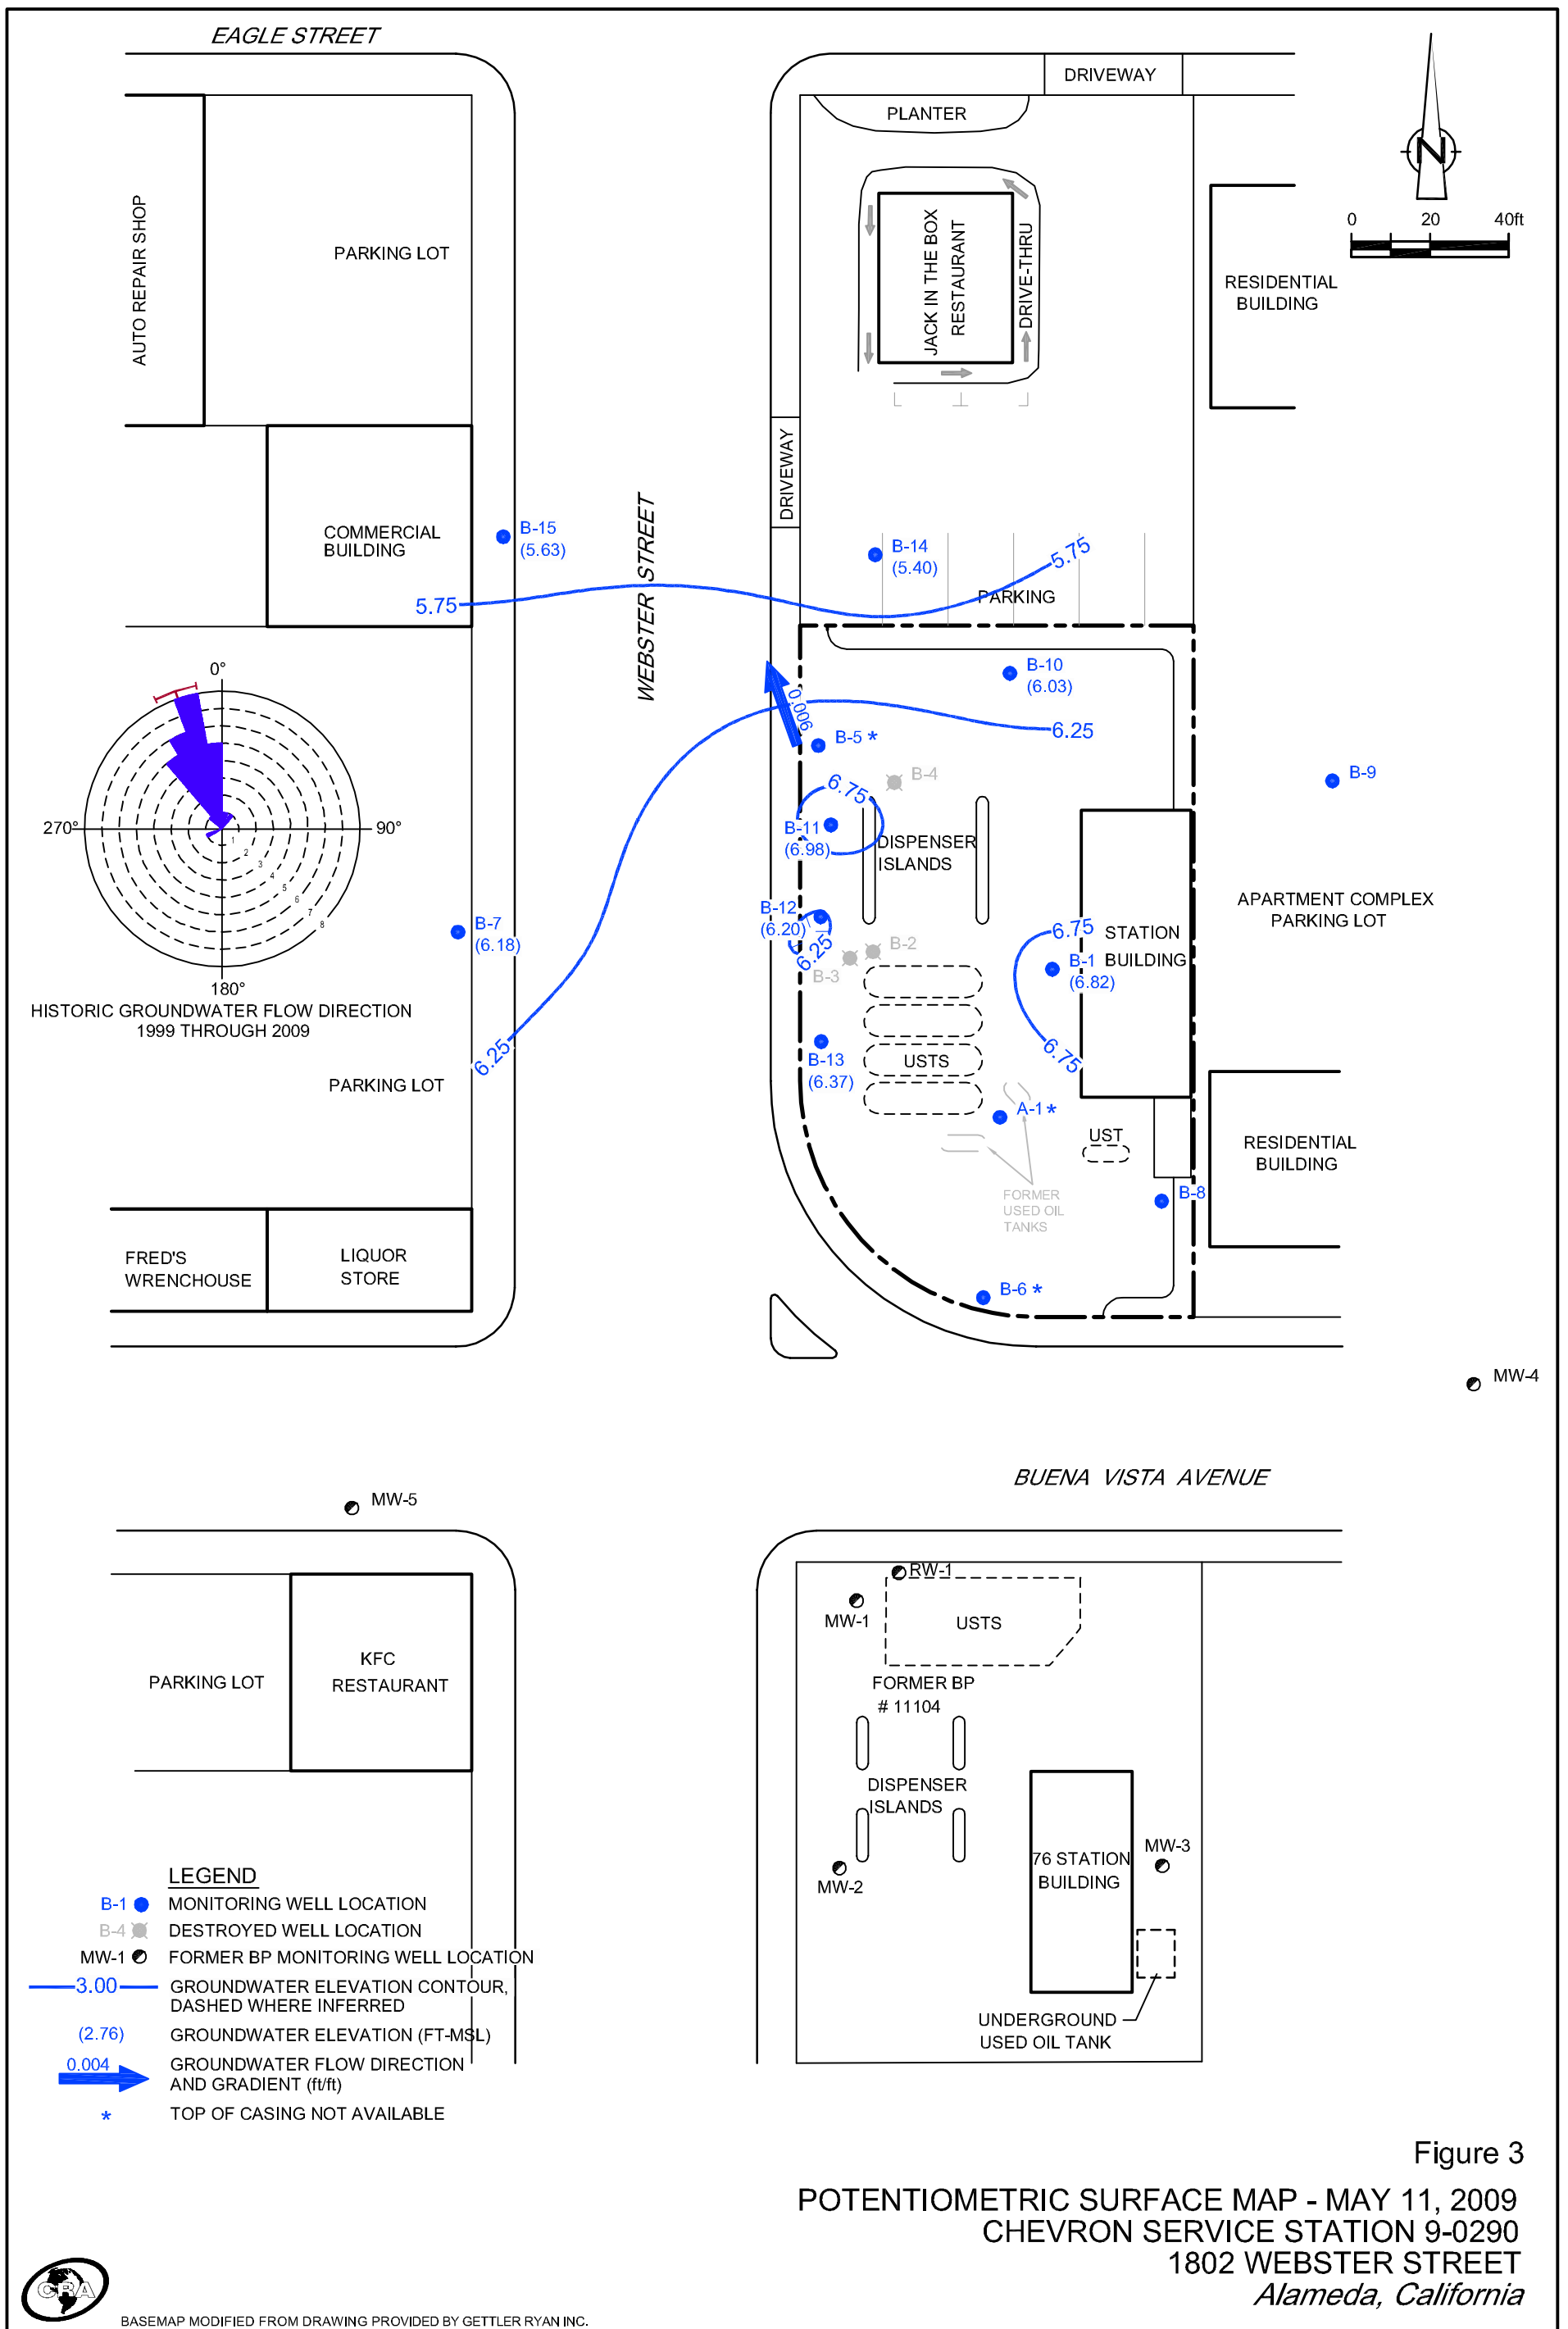 EAGLE STREET
DRIVEWAY
PLANTER
N
0 20 40ft
AUTO REPAIR SHOP
PARKING LOT
JACK IN THE BOX
RESTAURANT
DRIVE-THRU
RESIDENTIAL
BUILDING
DRIVEWAY
COMMERCIAL
BUILDING
B-15
(5.63)
WEBSTER STREET
B-14
(5.40)
5.75
5.75
PARKING
B-10
(6.03)
0.006
6.25
B-5 *
B-4
B-9
6.75
B-11
(6.98)
DISPENSER
ISLANDS
0°
270°
90°
1
2
3
4
5
6
7
8
180°
HISTORIC GROUNDWATER FLOW DIRECTION
1999 THROUGH 2009
B-7
(6.18)
B-12
(6.20)
6.25
B-2
B-3
6.75
STATION
BUILDING
B-1
(6.82)
6.75
APARTMENT COMPLEX
PARKING LOT
6.25
PARKING LOT
B-13
(6.37)
USTS
A-1 *
UST
FORMER
USED OIL
TANKS
B-8
RESIDENTIAL
BUILDING
FRED'S
WRENCHOUSE
LIQUOR
STORE
B-6 *
MW-4
BUENA VISTA AVENUE
MW-5
RW-1
MW-1
USTS
PARKING LOT
KFC
RESTAURANT
FORMER BP
# 11104
DISPENSER
ISLANDS
76 STATION
BUILDING
MW-3
MW-2
UNDERGROUND
USED OIL TANK
LEGEND
B-1 MONITORING WELL LOCATION
B-4 DESTROYED WELL LOCATION
MW-1 FORMER BP MONITORING WELL LOCATION
3.00 GROUNDWATER ELEVATION CONTOUR,
DASHED WHERE INFERRED
(2.76) GROUNDWATER ELEVATION (FT-MSL)
0.004 GROUNDWATER FLOW DIRECTION
AND GRADIENT (ft/ft)
* TOP OF CASING NOT AVAILABLE
Figure 3
POTENTIOMETRIC SURFACE MAP - MAY 11, 2009
CHEVRON SERVICE STATION 9-0290
1802 WEBSTER STREET
Alameda, California
CRA
BASEMAP MODIFIED FROM DRAWING PROVIDED BY GETTLER RYAN INC.